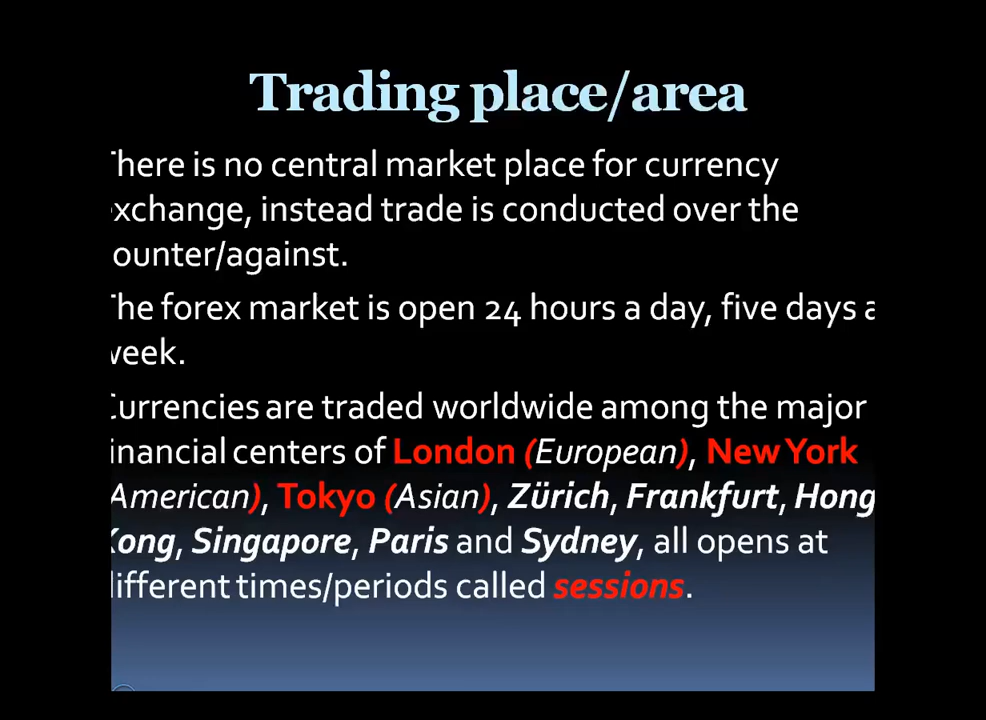 Trading place/area
There is no central market place for currency
xchange, instead trade is conducted over the
ounter/against.
The forex market is open 24 hours a day, five days a
week.
Currencies are traded worldwide among the major
inancial centers of London (European), New York
American), Tokyo (Asian), Zürich, Frankfurt, Hong
Kong, Singapore, Paris and Sydney, all opens at
different times/periods called sessions.